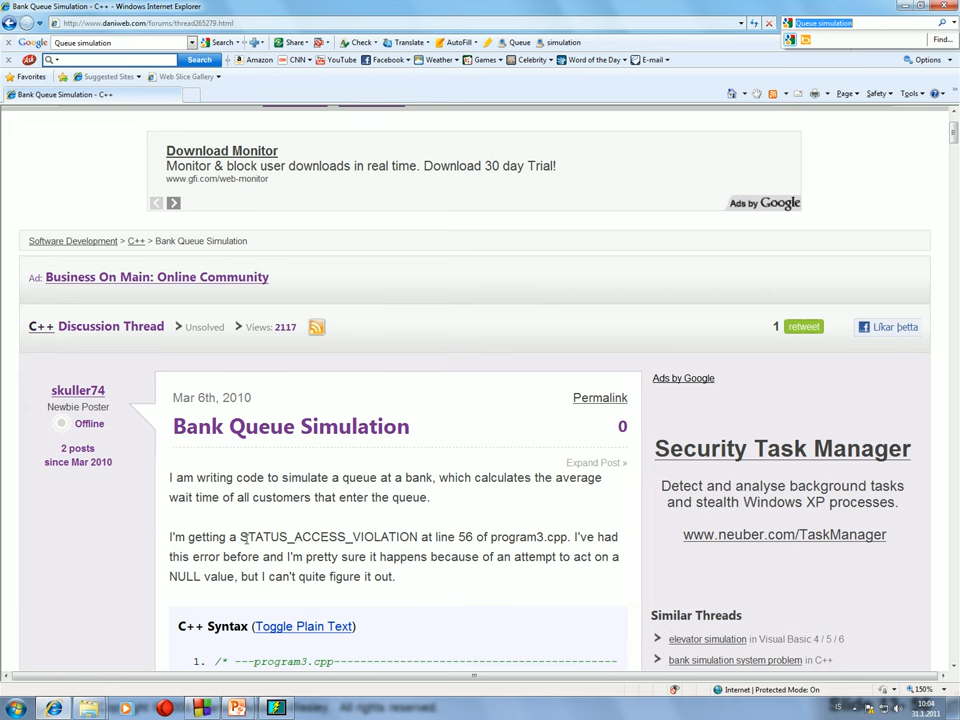 Bank Queue Simulation - C++ - Windows Internet Explorer
http://www.daniweb.com/forums/thread265279.html
Queue simulation
Google
Queue simulation
Search
Share
Check
Translate
AutoFill
Queue
simulation
Find...
Ask
Search
Amazon
CNN
YouTube
Facebook
Weather
Games
Celebrity
Word of the Day
E-mail
Options
Favorites
Suggested Sites
Web Slice Gallery
Bank Queue Simulation - C++
Page
Safety
Tools
Download Monitor
Monitor & block user downloads in real time. Download 30 day Trial!
www.gfi.com/web-monitor
Ads by Google
Software Development > C++ > Bank Queue Simulation
Ad: Business On Main: Online Community
C++ Discussion Thread
Unsolved
Views: 2117
1 retweet
Líkar þetta
skuller74
Newbie Poster
Offline
2 posts
since Mar 2010
Mar 6th, 2010
Permalink
Bank Queue Simulation
0
Expand Post »
I am writing code to simulate a queue at a bank, which calculates the average
wait time of all customers that enter the queue.
I'm getting a STATUS_ACCESS_VIOLATION at line 56 of program3.cpp. I've had
this error before and I'm pretty sure it happens because of an attempt to act on a
NULL value, but I can't quite figure it out.
C++ Syntax (Toggle Plain Text)
1. /* ---program3.cpp-----------------------------------------
Ads by Google
Security Task Manager
Detect and analyse background tasks
and stealth Windows XP processes.
www.neuber.com/TaskManager
Similar Threads
elevator simulation in Visual Basic 4 / 5 / 6
bank simulation system problem in C++
Internet | Protected Mode: On
150%
All rights reserved.
IS
10:04
31.1.2011